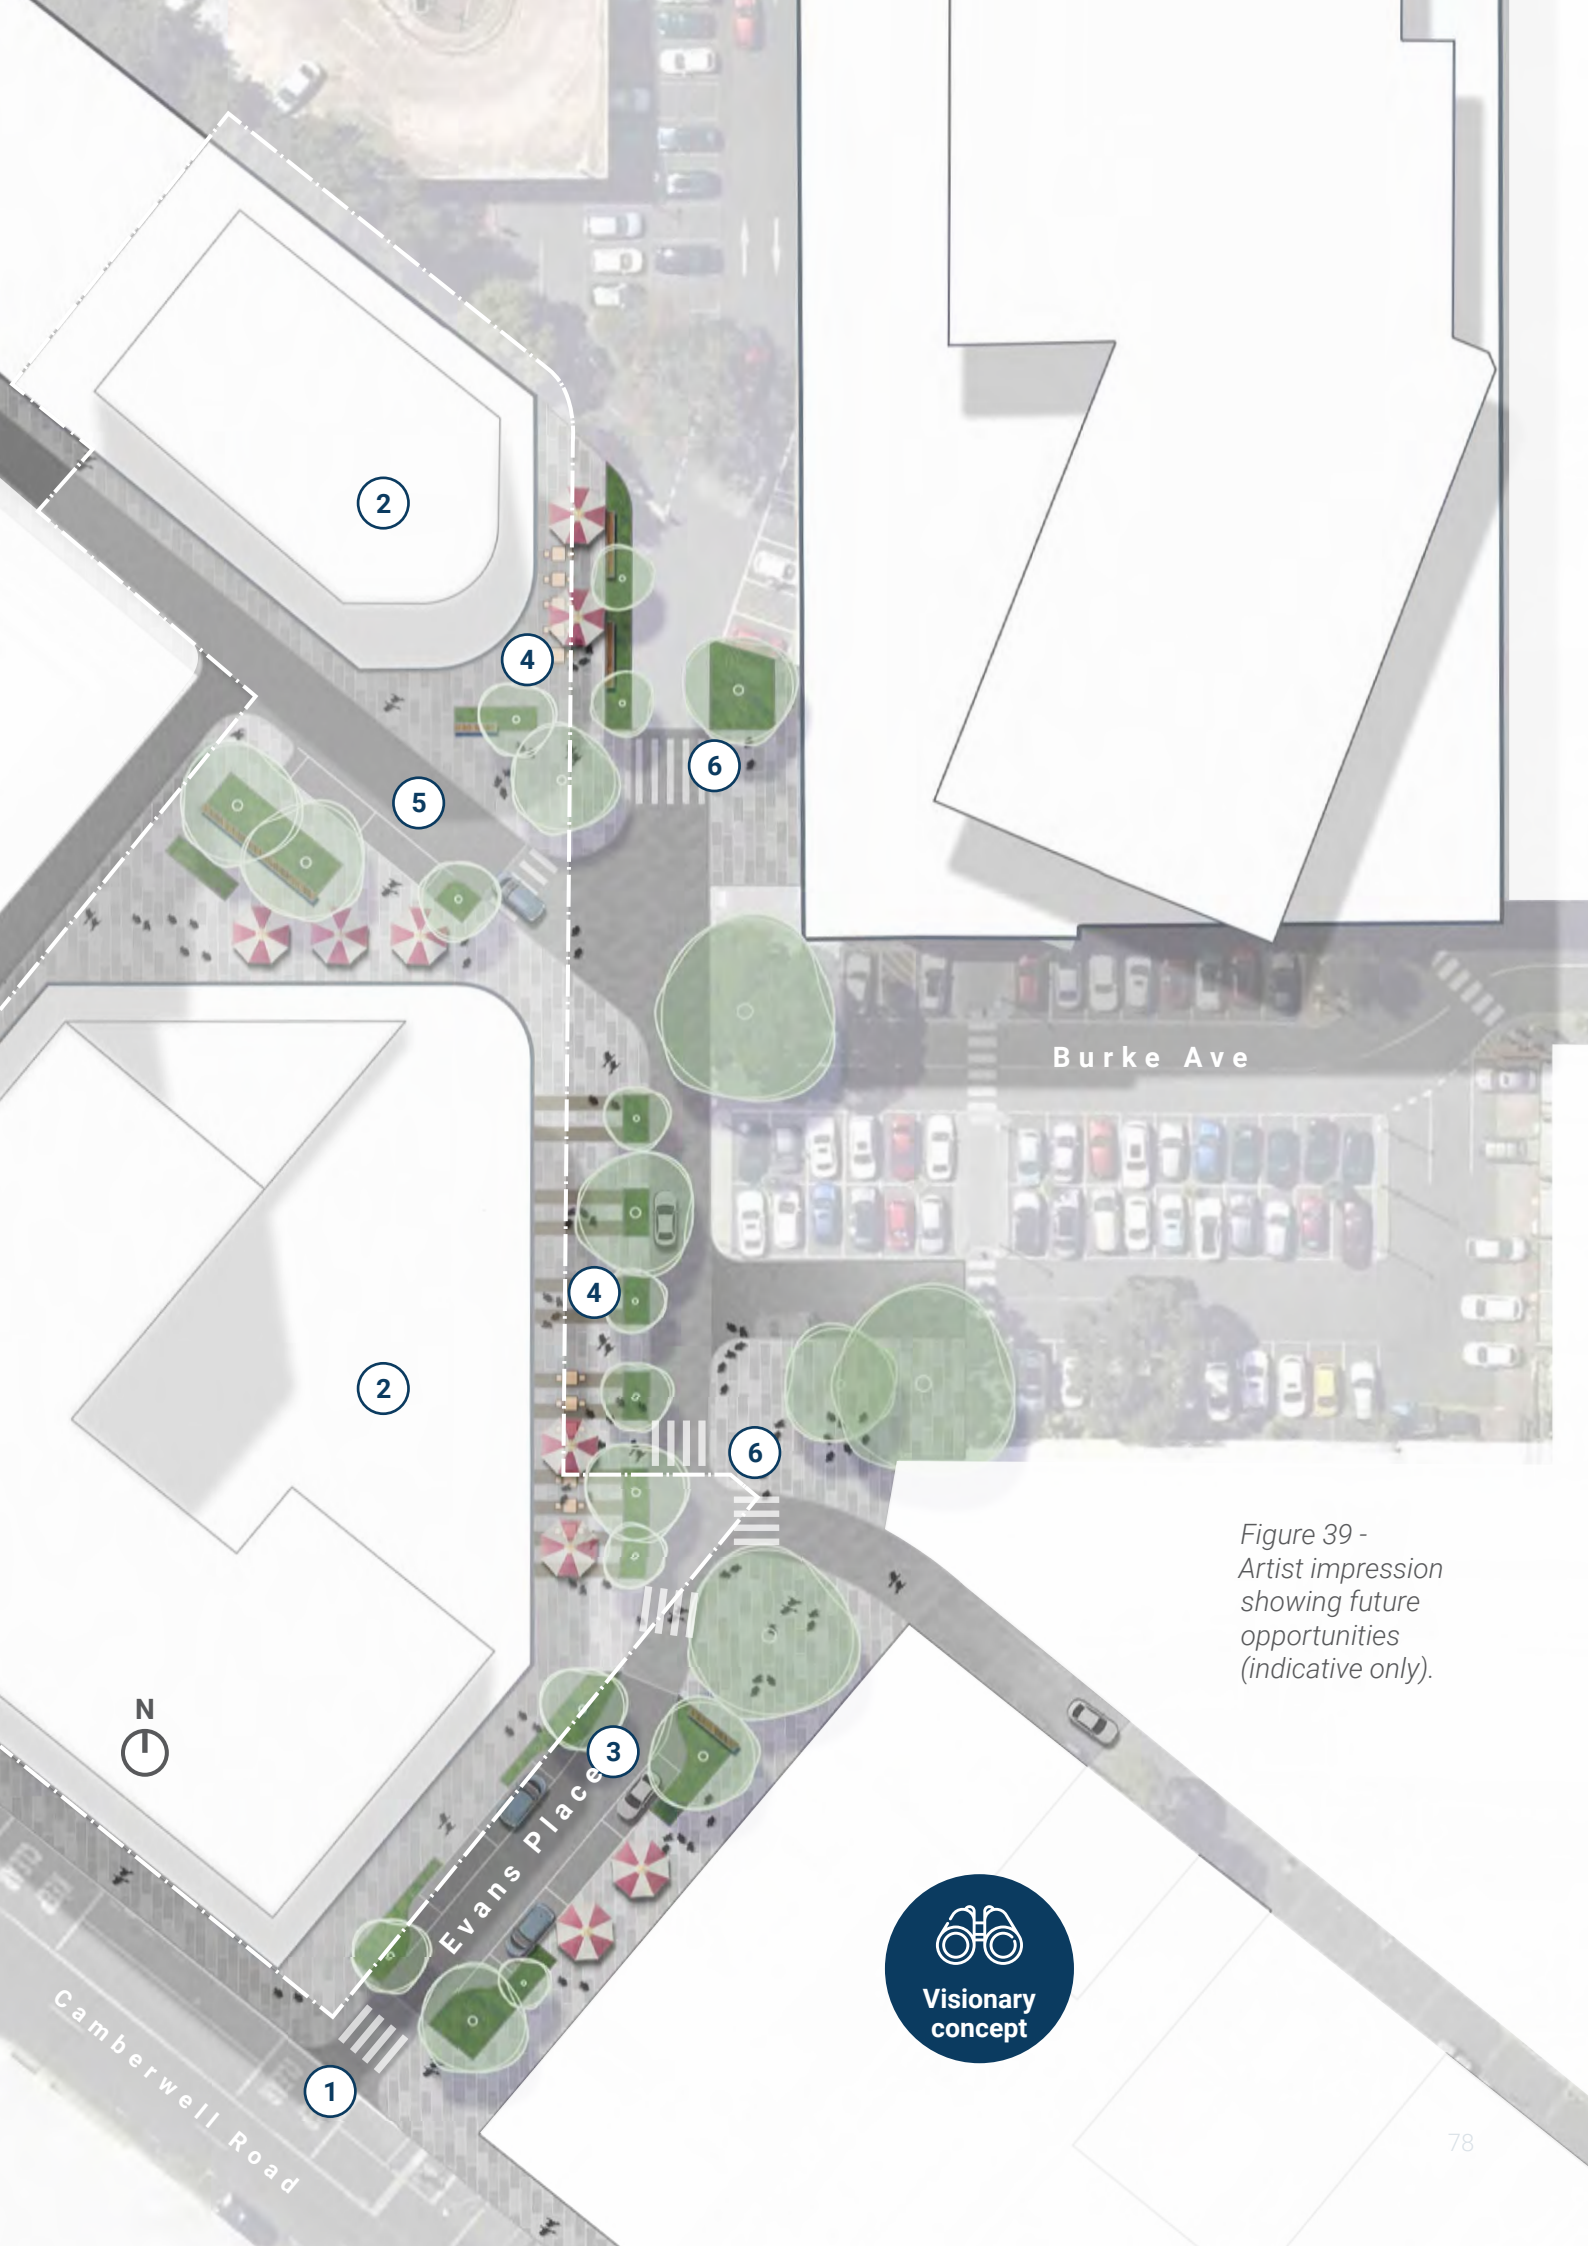 2
4
6
5
Burke Ave
4
2
6
Figure 39 -
Artist impression
showing future
opportunities
(indicative only).
N
3
Evans Place
Visionary
concept
Camberwell Road
1
78